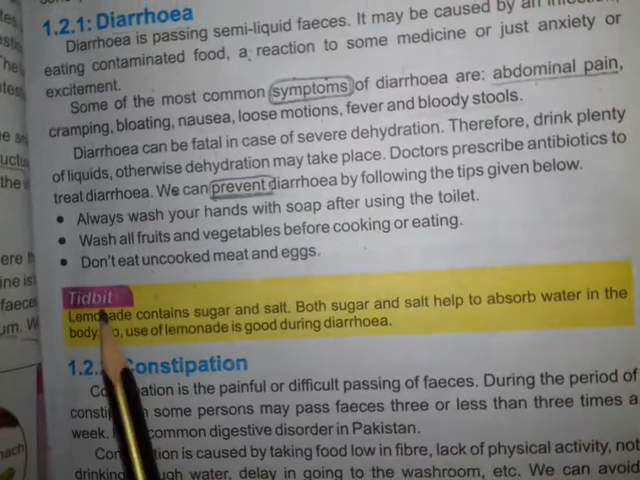 1.2.1: Diarrhoea
Diarrhoea is passing semi-liquid faeces. It may be caused by an infection,
eating contaminated food, a reaction to some medicine or just anxiety or
excitement.
Some of the most common symptoms of diarrhoea are: abdominal pain,
cramping, bloating, nausea, loose motions, fever and bloody stools.
Diarrhoea can be fatal in case of severe dehydration. Therefore, drink plenty
of liquids, otherwise dehydration may take place. Doctors prescribe antibiotics to
treat diarrhoea. We can prevent diarrhoea by following the tips given below.
• Always wash your hands with soap after using the toilet.
• Wash all fruits and vegetables before cooking or eating.
• Don't eat uncooked meat and eggs.
Tidbit
Lemonade contains sugar and salt. Both sugar and salt help to absorb water in the
body. So, use of lemonade is good during diarrhoea.
1.2. Constipation
is the painful or difficult passing of faeces. During the period of
some persons may pass faeces three or less than three times a
week. common digestive disorder in Pakistan.
is caused by taking food low in fibre, lack of physical activity, not
drinking water, delay in going to the washroom, etc. We can avoid